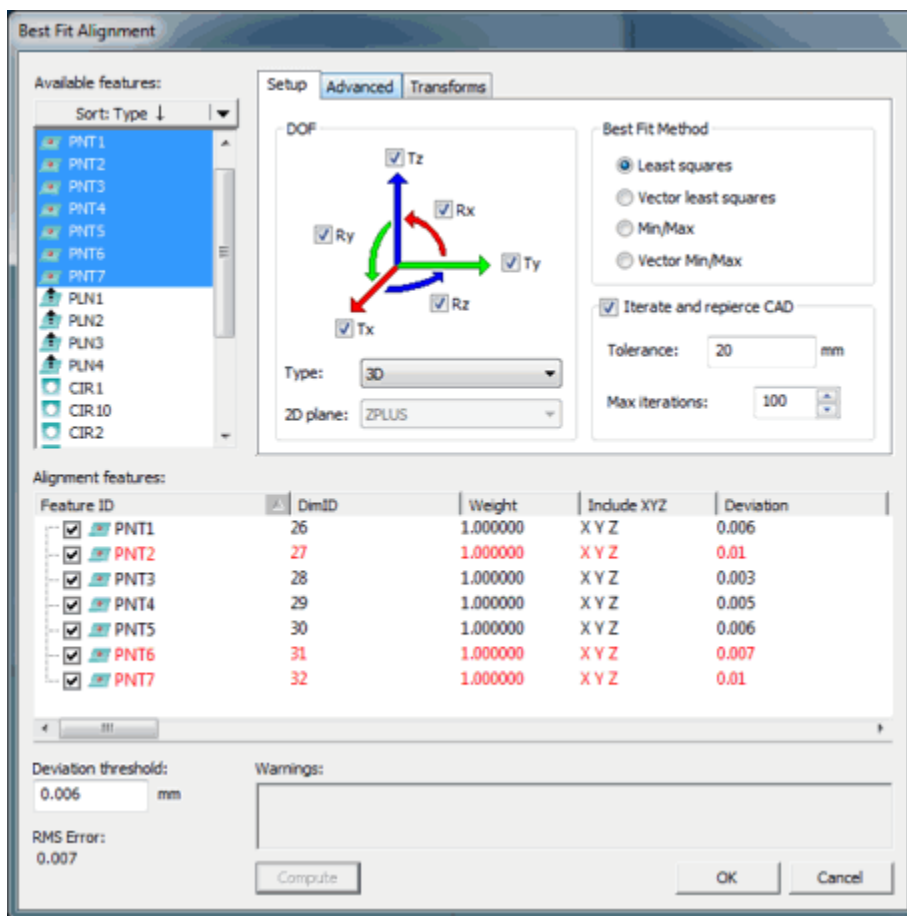 Best Fit Alignment
Available features:
Sort: Type ↓
PNT1
PNT2
PNT3
PNT4
PNT5
PNT6
PNT7
PLN1
PLN2
PLN3
PLN4
CIR1
CIR10
CIR2
Setup Advanced Transforms
DOF
Tz
Rx
Ry
Ty
Rz
Tx
Type: 3D
2D plane: ZPLUS
Best Fit Method
Least squares
Vector least squares
Min/Max
Vector Min/Max
Iterate and repierce CAD
Tolerance: 20 mm
Max iterations: 100
Alignment features:
Feature ID DimID Weight Include XYZ Deviation
PNT1 26 1.000000 X Y Z 0.006
PNT2 27 1.000000 X Y Z 0.01
PNT3 28 1.000000 X Y Z 0.003
PNT4 29 1.000000 X Y Z 0.005
PNT5 30 1.000000 X Y Z 0.006
PNT6 31 1.000000 X Y Z 0.007
PNT7 32 1.000000 X Y Z 0.01
Deviation threshold:
0.006 mm
RMS Error:
0.007
Warnings:
Compute OK Cancel